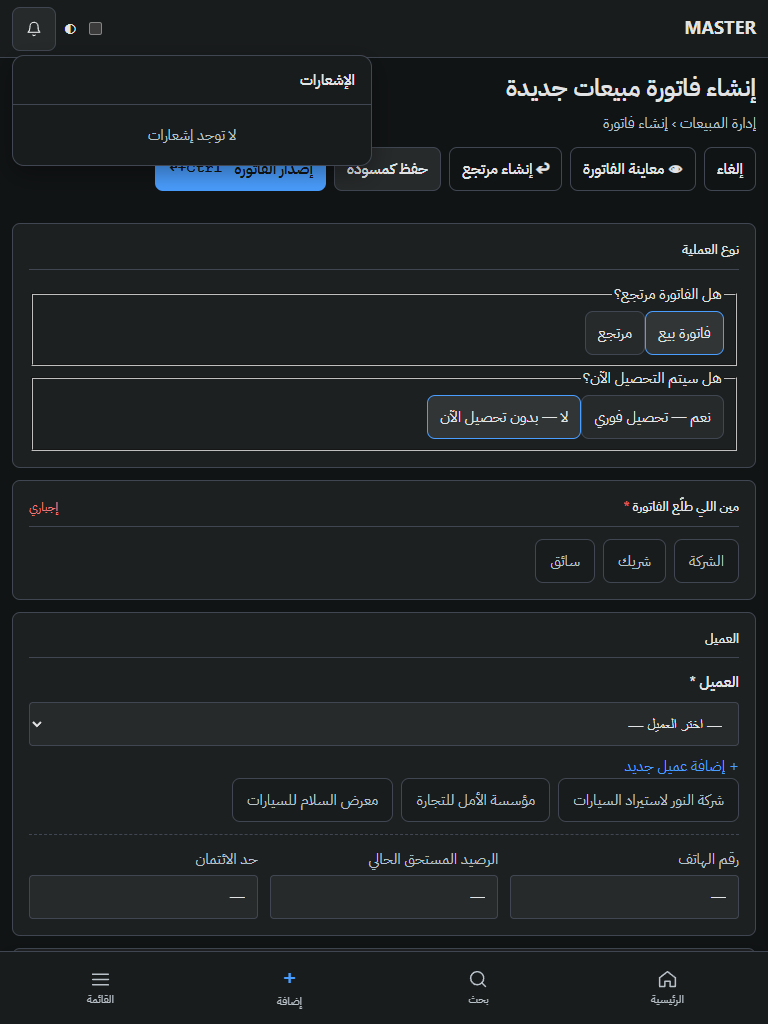 MASTER
الإشعارات
لا توجد إشعارات
إنشاء فاتورة مبيعات جديدة
إدارة المبيعات › إنشاء فاتورة
إلغاء
معاينة الفاتورة
إنشاء مرتجع
حفظ كمسودة
إصدار الفاتورة Ctrl+
نوع العملية
هل الفاتورة مرتجع؟
فاتورة بيع
مرتجع
هل سيتم التحصيل الآن؟
نعم — تحصيل فوري
لا — بدون تحصيل الآن
مين اللي طلّع الفاتورة *
إجباري
الشركة
شريك
سائق
العميل
العميل *
— اختر العميل —
+ إضافة عميل جديد
شركة النور لاستيراد السيارات
مؤسسة الأمل للتجارة
معرض السلام للسيارات
رقم الهاتف
الرصيد المستحق الحالي
حد الائتمان
—
—
—
الرئيسية
بحث
إضافة
القائمة